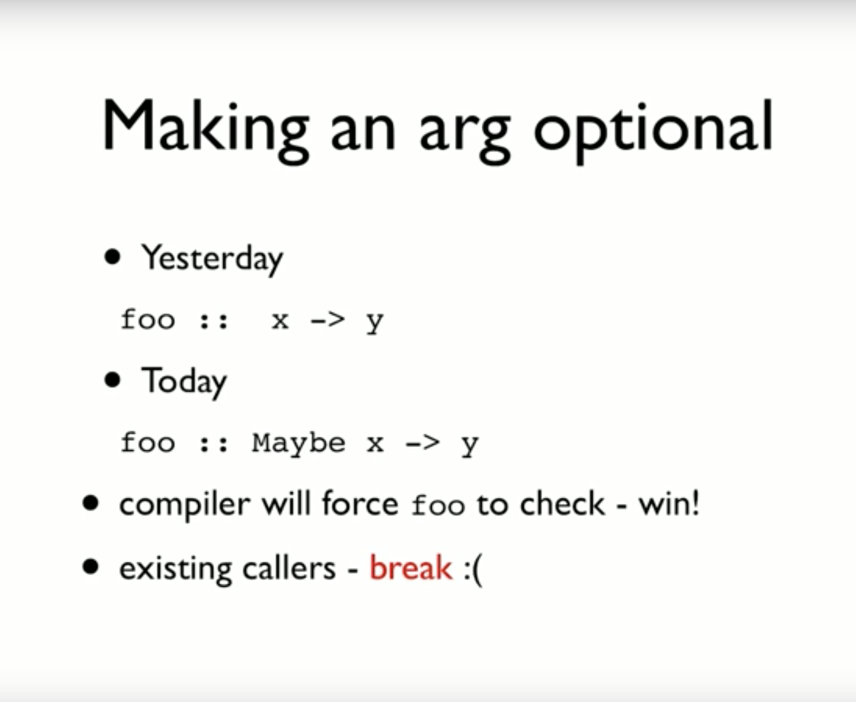 Making an arg optional
• Yesterday
foo ::  x -> y
• Today
foo :: Maybe x -> y
• compiler will force foo to check - win!
• existing callers - break :(